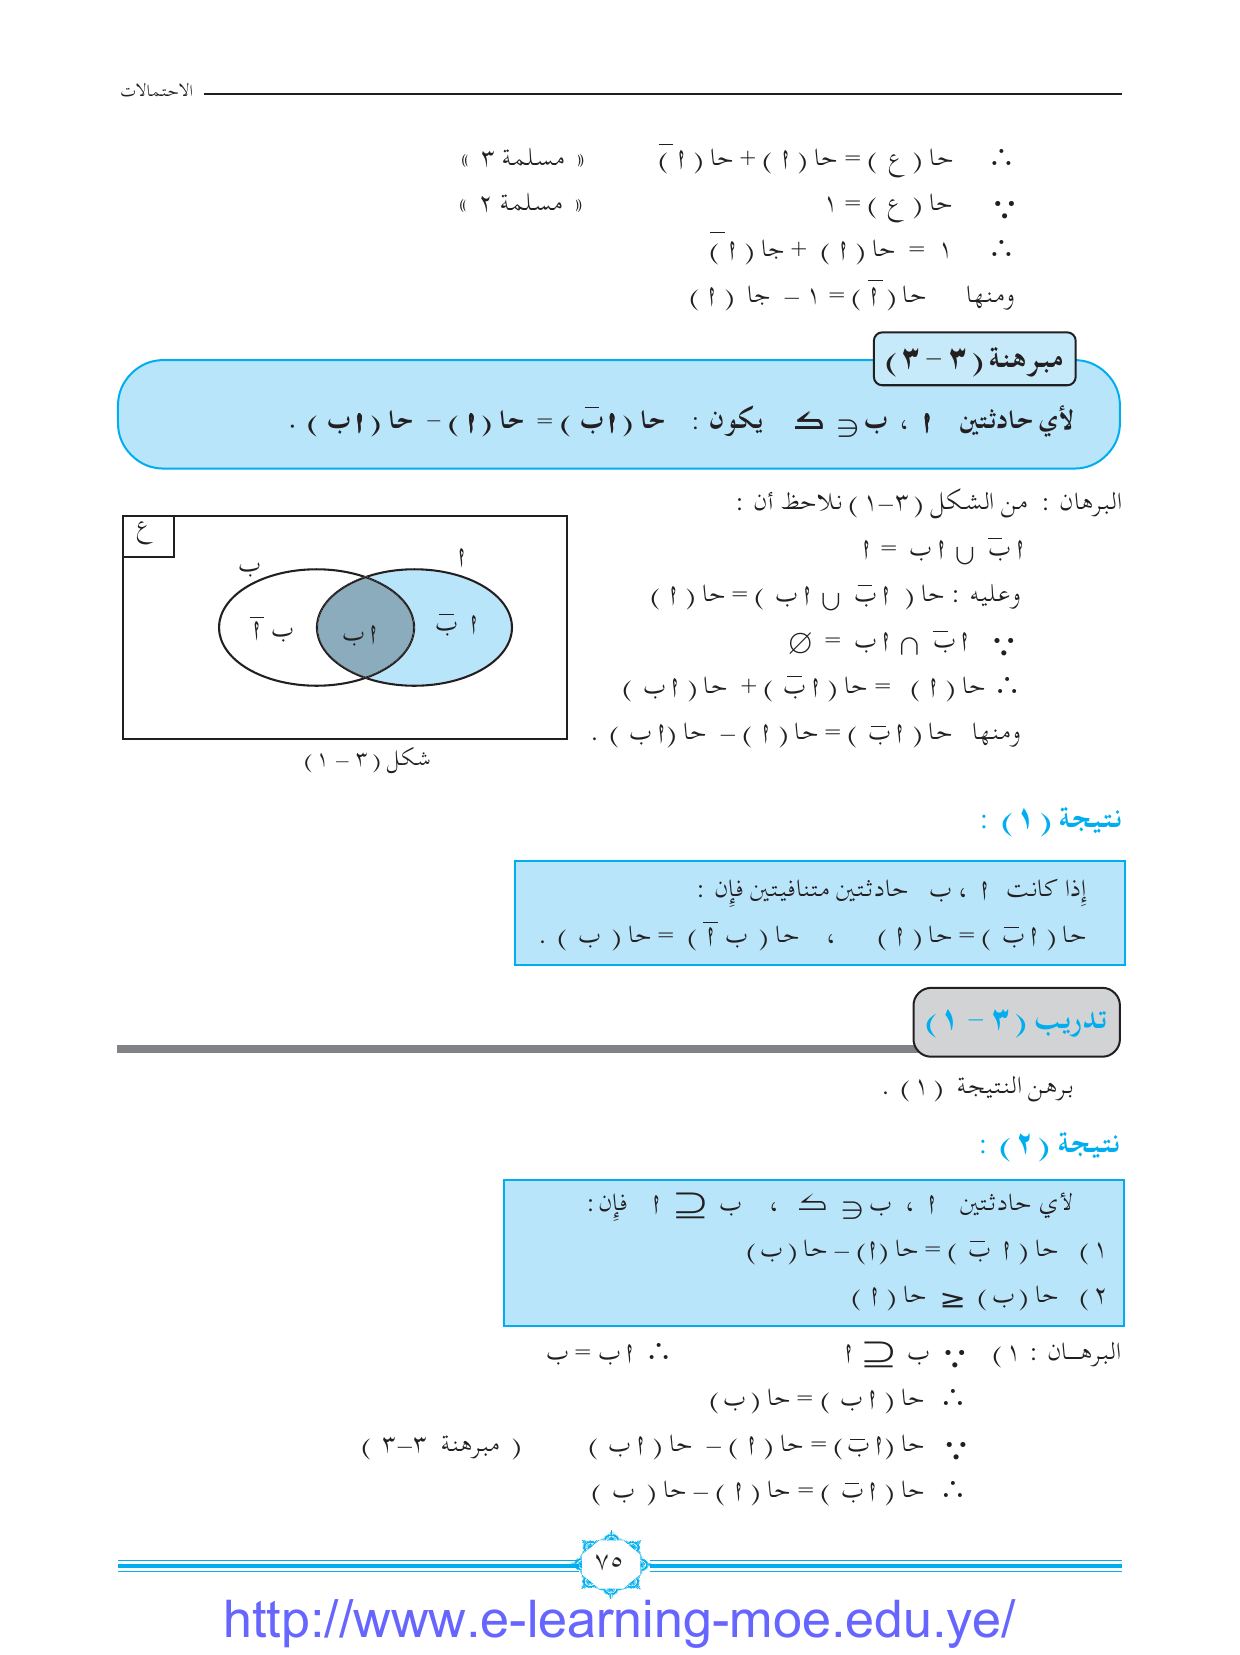 الاحتمالات
∴ حا ( ع ) = حا ( ا ) + حا ( ا̅ ) « مسلمة ٣ »
∵ حا ( ع ) = ١ « مسلمة ٢ »
∴ ١ = حا ( ا ) + جا ( ا̅ )
ومنها حا ( ا̅ ) = ١ – جا ( ا )
مبرهنة ( ٣ – ٣ )
لأي حادثتين ا ، ب ∋ ك يكون : حا ( اب̅ ) = حا ( ا ) – حا ( اب ) .
البرهان : من الشكل ( ٣–١ ) نلاحظ أن :
اب̅ ∪ اب = ا
وعليه : حا ( اب̅ ∪ اب ) = حا ( ا )
∵ اب̅ ∩ اب = ∅
∴ حا ( ا ) = حا ( اب̅ ) + حا ( اب )
ومنها حا ( اب̅ ) = حا ( ا ) – حا (اب ) .
ع
ا
ب
ا ب̅
اب
ب ا̅
شكل ( ٣ – ١ )
نتيجة ( ١ ) :
إِذا كانت ا ، ب حادثتين متنافيتين فإِن :
حا ( اب̅ ) = حا ( ا ) ، حا ( ب ا̅ ) = حا ( ب ) .
تدريب ( ٣ – ١ )
برهن النتيجة ( ١ ) .
نتيجة ( ٢ ) :
لأي حادثتين ا ، ب ∋ ك ، ب ⊇ ا فإِن:
١) حا ( ا ب̅ ) = حا (ا) – حا ( ب )
٢) حا ( ب ) ≤ حا ( ا )
البرهـــان : ١) ∵ ب ⊇ ا ∴ اب = ب
∴ حا ( اب ) = حا ( ب )
∵ حا (اب̅ ) = حا ( ا ) – حا ( اب ) ( مبرهنة ٣–٣ )
∴ حا ( اب̅ ) = حا ( ا ) – حا ( ب )
٧٥
http://www.e-learning-moe.edu.ye/